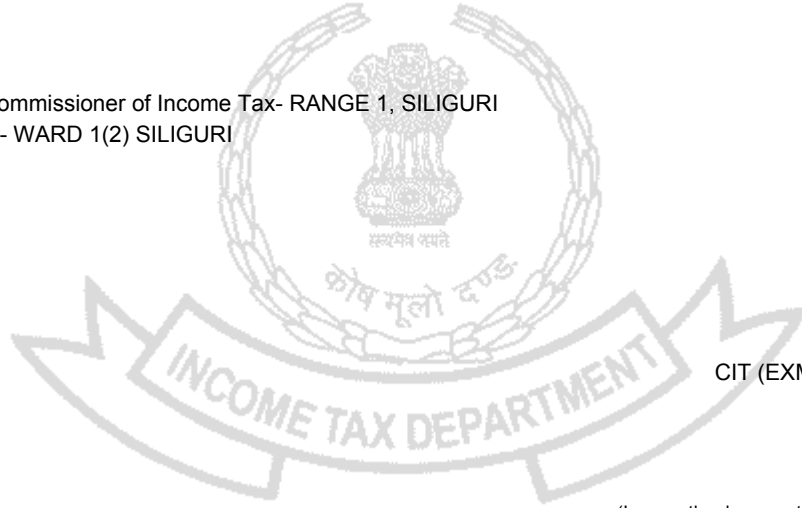 ommissioner of Income Tax- RANGE 1, SILIGURI
- WARD 1(2) SILIGURI
सत्यमेव जयते
कोष मूलो दण्डः
INCOME TAX DEPARTMENT
CIT (EXM